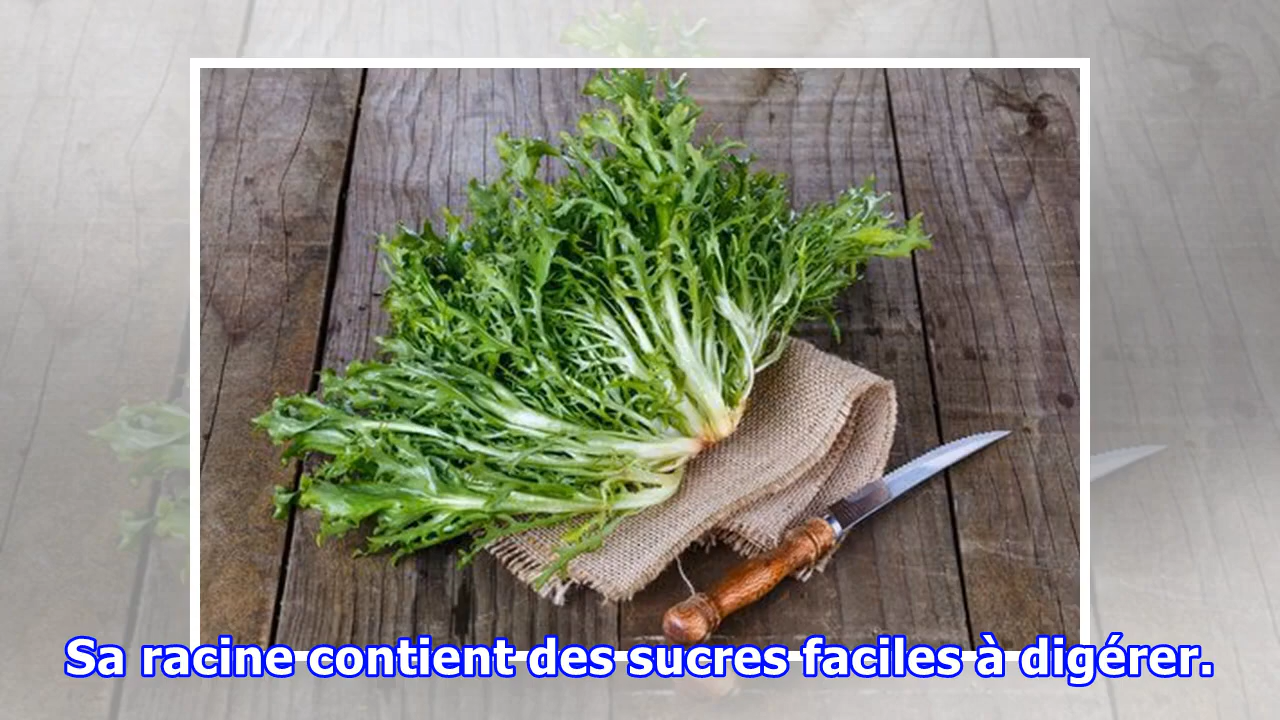 Sa racine contient des sucres faciles à digérer.